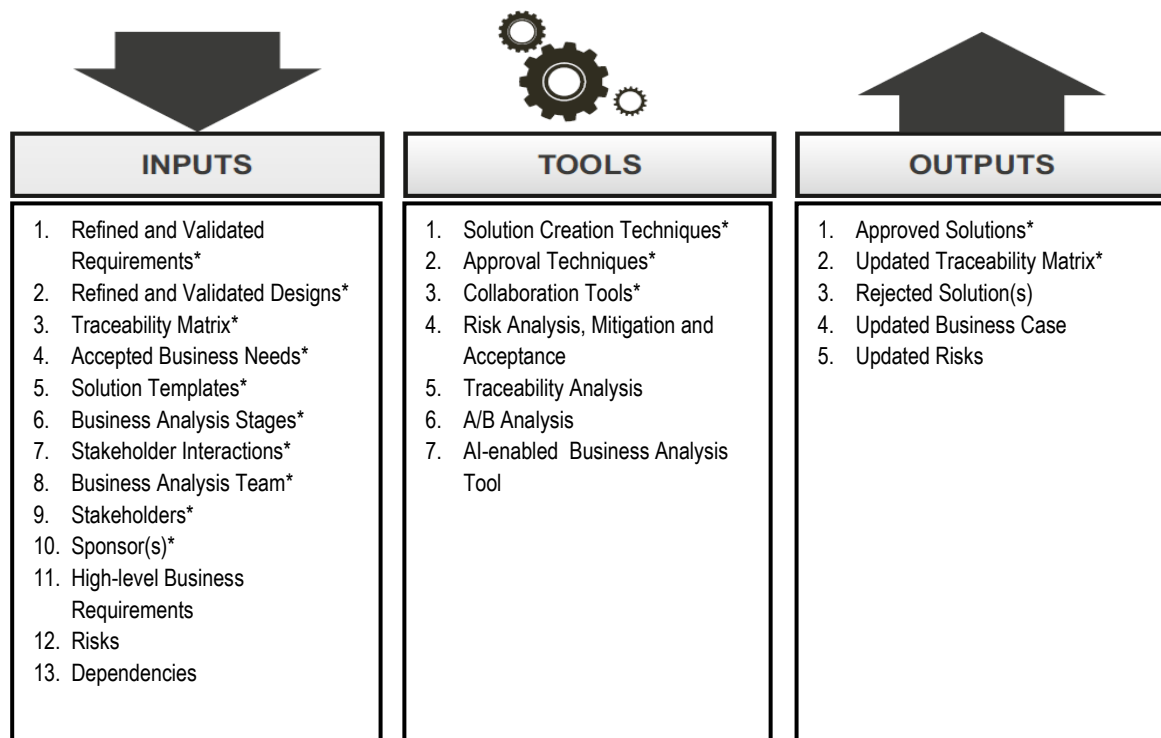 INPUTS
1. Refined and Validated
Requirements*
2. Refined and Validated Designs*
3. Traceability Matrix*
4. Accepted Business Needs*
5. Solution Templates*
6. Business Analysis Stages*
7. Stakeholder Interactions*
8. Business Analysis Team*
9. Stakeholders*
10. Sponsor(s)*
11. High-level Business
Requirements
12. Risks
13. Dependencies
TOOLS
1. Solution Creation Techniques*
2. Approval Techniques*
3. Collaboration Tools*
4. Risk Analysis, Mitigation and
Acceptance
5. Traceability Analysis
6. A/B Analysis
7. AI-enabled Business Analysis
Tool
OUTPUTS
1. Approved Solutions*
2. Updated Traceability Matrix*
3. Rejected Solution(s)
4. Updated Business Case
5. Updated Risks